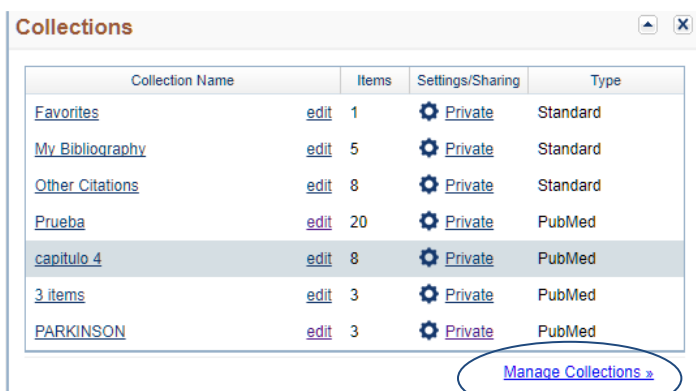 Collections
Collection Name Items Settings/Sharing Type
Favorites edit 1 Private Standard
My Bibliography edit 5 Private Standard
Other Citations edit 8 Private Standard
Prueba edit 20 Private PubMed
capitulo 4 edit 8 Private PubMed
3 items edit 3 Private PubMed
PARKINSON edit 3 Private PubMed
Manage Collections »